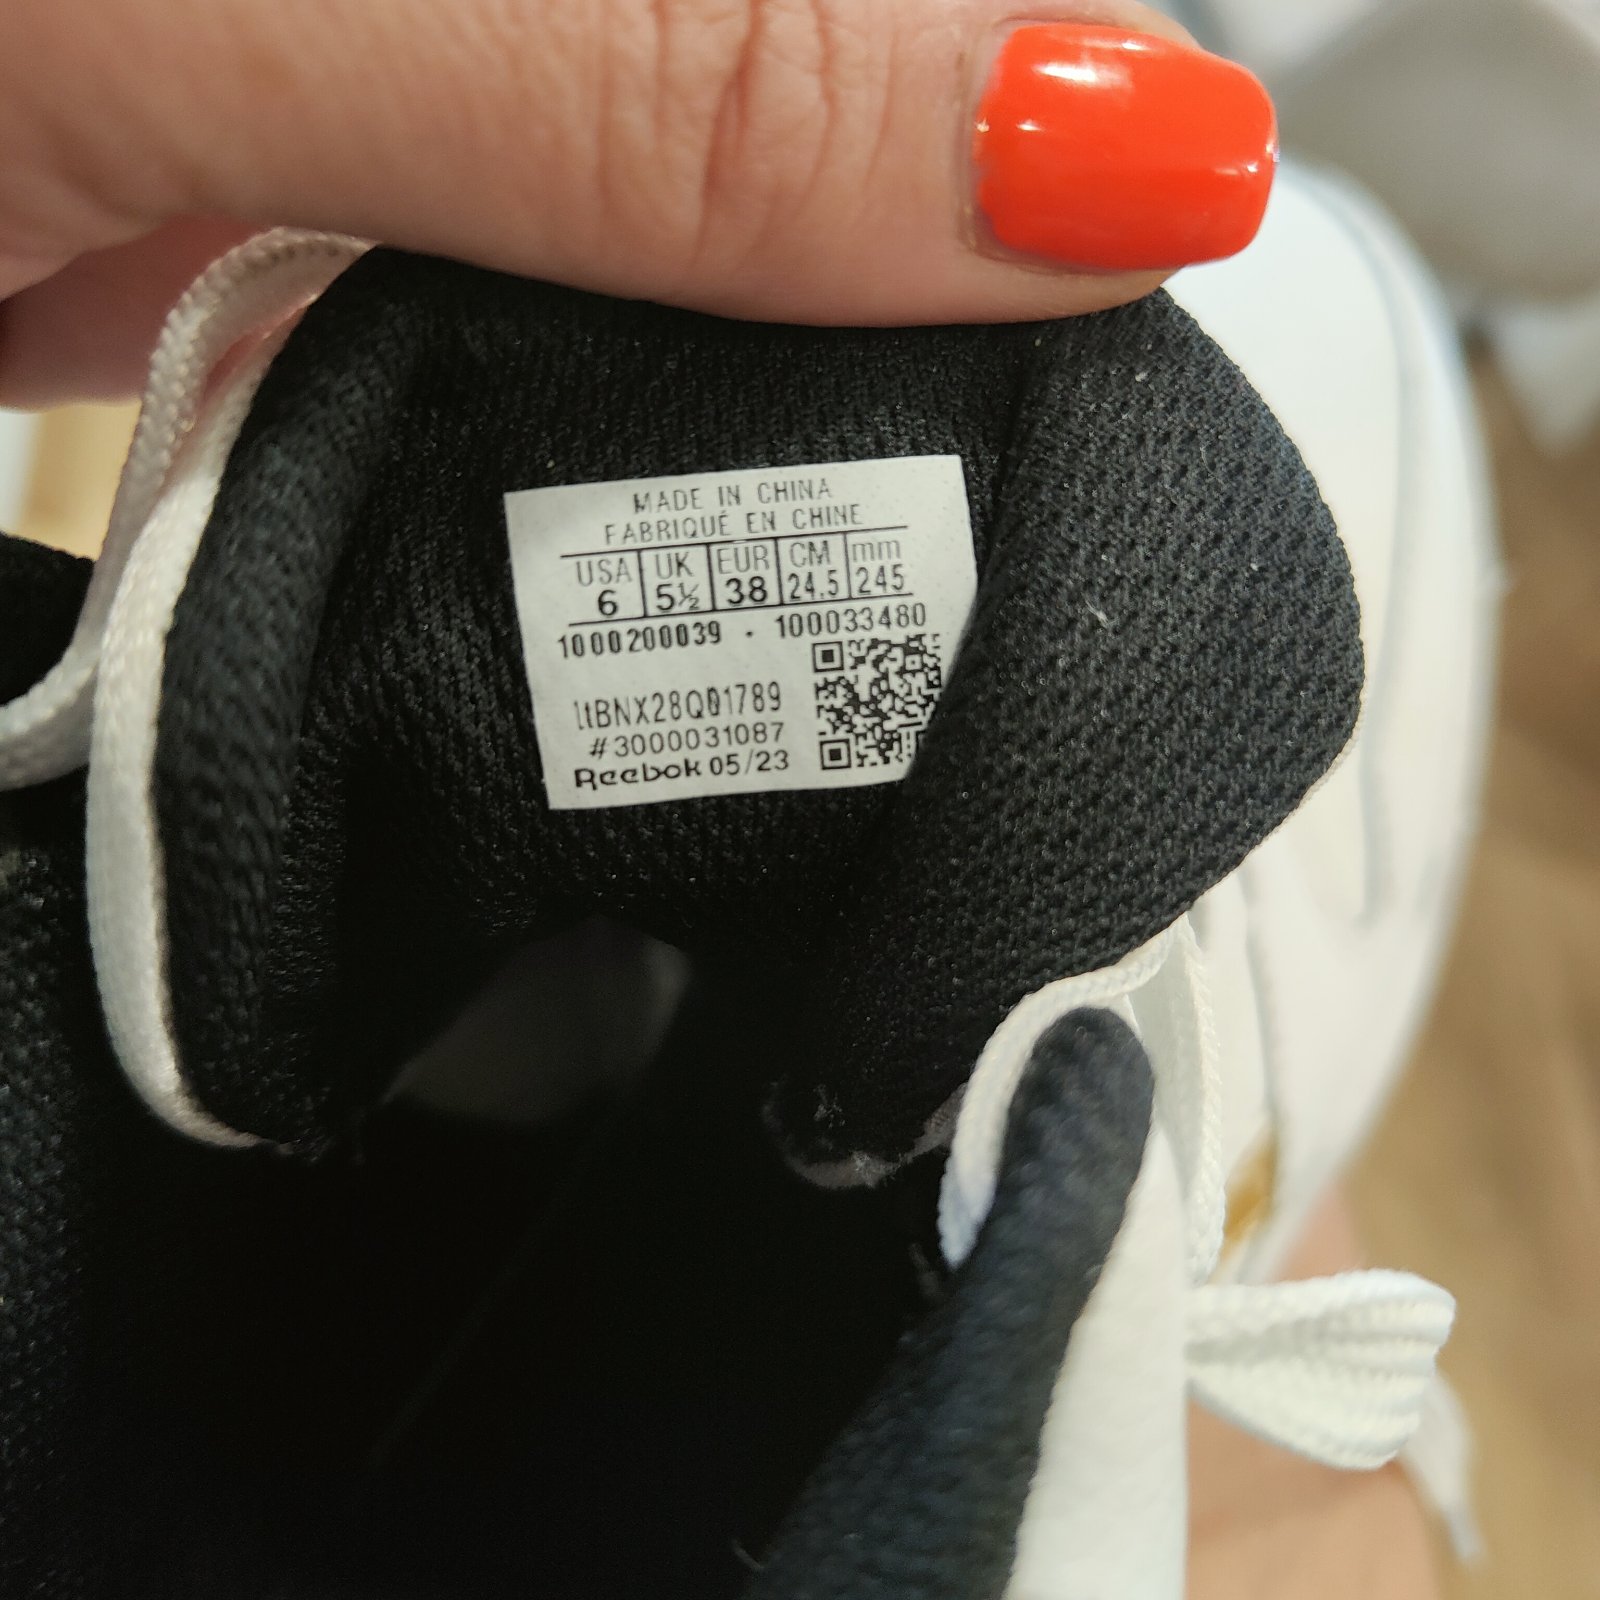 MADE IN CHINA
FABRIQUÉ EN CHINE
USA UK EUR CM mm
6 5½ 38 24.5 245
1000200039 · 100033480
LtBNX28Q01789
#3000031087
Reebok 05/23